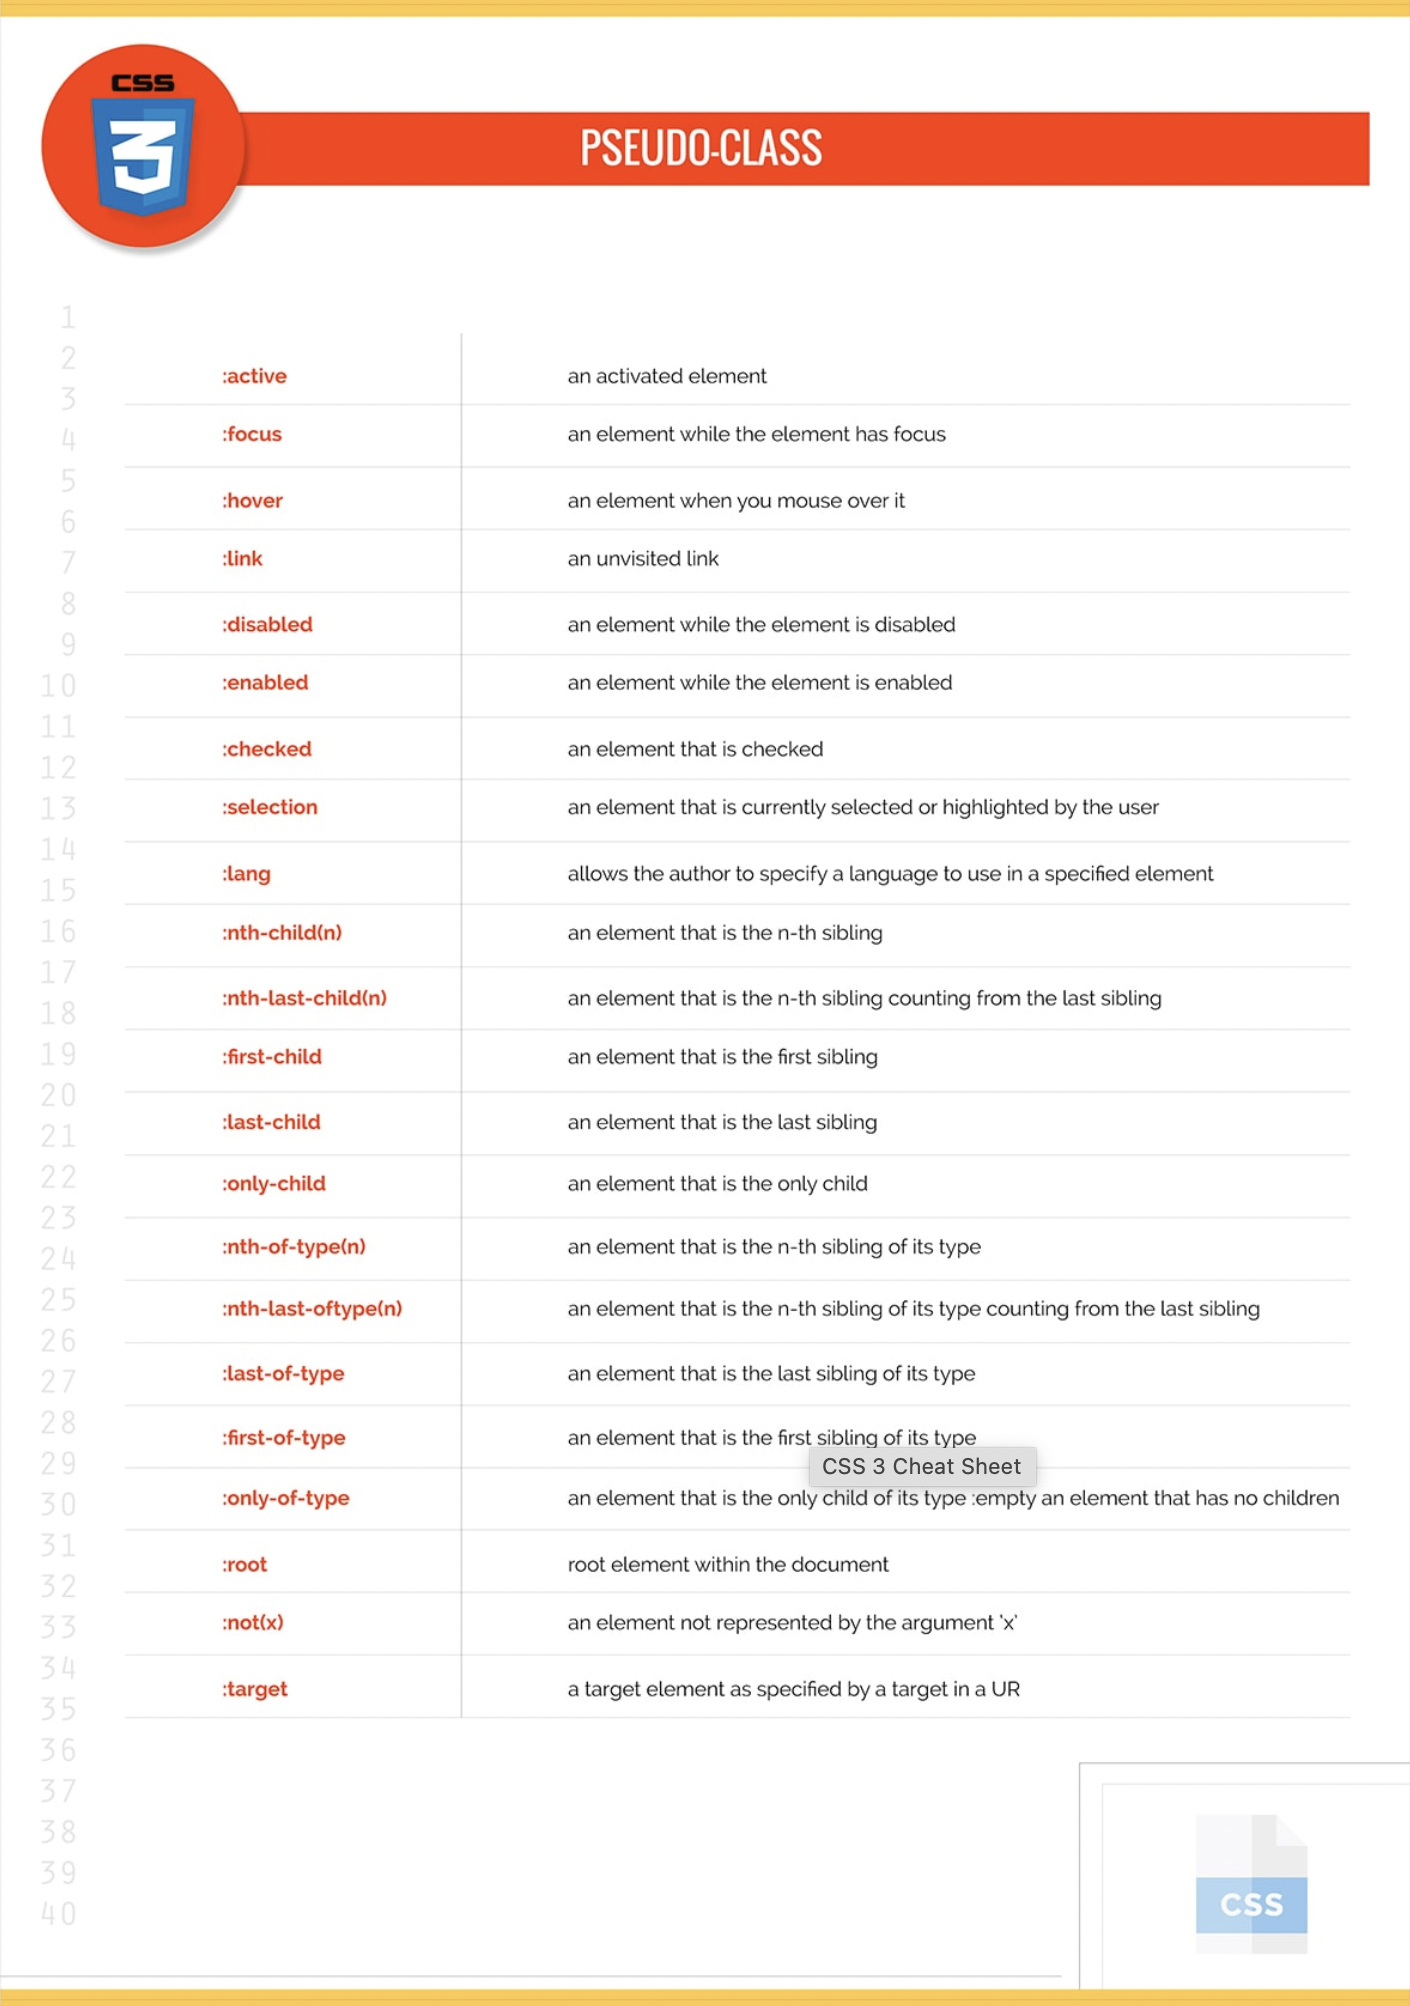 CSS
3
PSEUDO-CLASS
1
2
:active an activated element
3
4
:focus an element while the element has focus
5
:hover an element when you mouse over it
6
7
:link an unvisited link
8
:disabled an element while the element is disabled
9
10
:enabled an element while the element is enabled
11
:checked an element that is checked
12
13
:selection an element that is currently selected or highlighted by the user
14
:lang allows the author to specify a language to use in a specified element
15
16
:nth-child(n) an element that is the n-th sibling
17
:nth-last-child(n) an element that is the n-th sibling counting from the last sibling
18
19
:first-child an element that is the first sibling
20
:last-child an element that is the last sibling
21
22
:only-child an element that is the only child
23
:nth-of-type(n) an element that is the n-th sibling of its type
24
25
:nth-last-oftype(n) an element that is the n-th sibling of its type counting from the last sibling
26
:last-of-type an element that is the last sibling of its type
27
28
:first-of-type an element that is the first sibling of its type
29
CSS 3 Cheat Sheet
:only-of-type an element that is the only child of its type :empty an element that has no children
30
31
:root root element within the document
32
:not(x) an element not represented by the argument 'x'
33
34
:target a target element as specified by a target in a UR
35
36
37
38
39
40
CSS